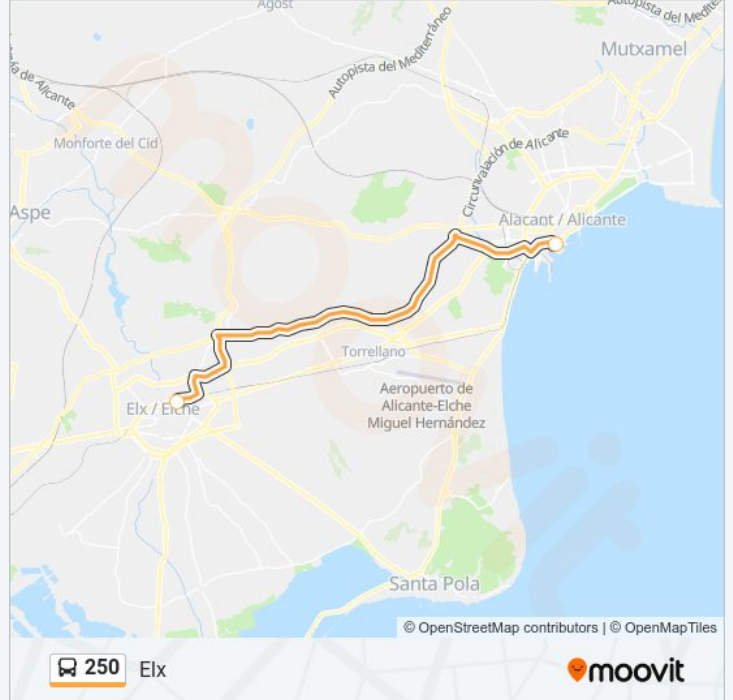 Agost
Autopista del Mediterráneo
Autopista del Medite
Mutxamel
ía de Alicante
Monforte del Cid
Circunvalación de Alicante
Aspe
Alacant / Alicante
Torrellano
Aeropuerto de
Alicante-Elche
Miguel Hernández
Elx / Elche
Santa Pola
© OpenStreetMap contributors | © OpenMapTiles
250 Elx
moovit